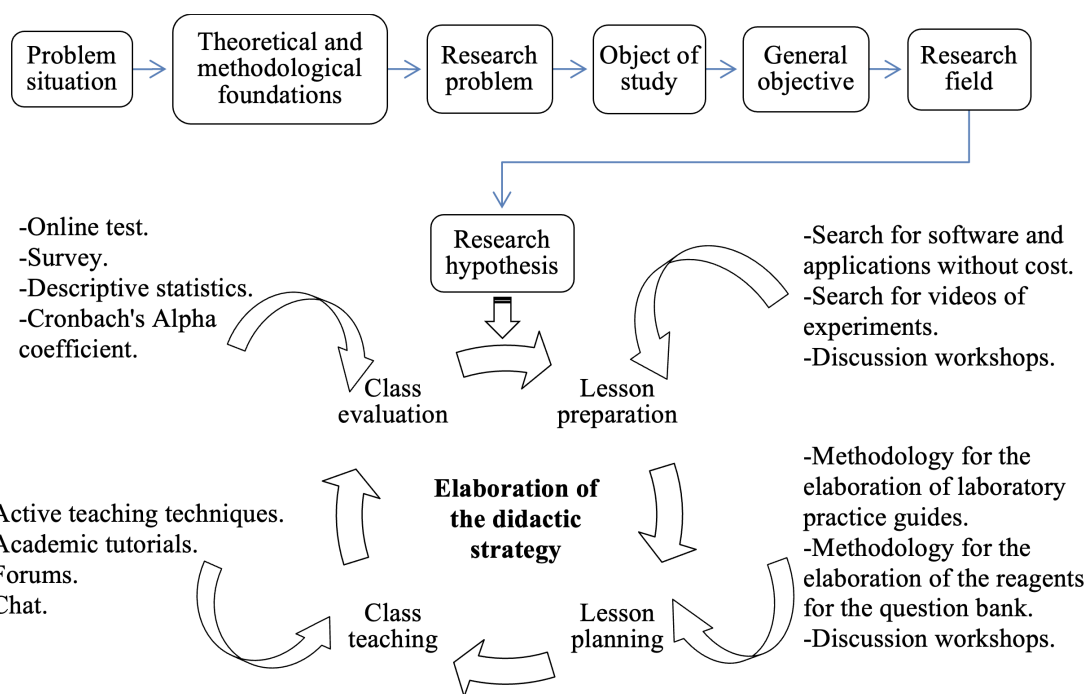 Problem
situation
Theoretical and
methodological
foundations
Research
problem
Object of
study
General
objective
Research
field
Research
hypothesis
-Online test.
-Survey.
-Descriptive statistics.
-Cronbach's Alpha
coefficient.
-Search for software and
applications without cost.
-Search for videos of
experiments.
-Discussion workshops.
Class
evaluation
Lesson
preparation
Elaboration of
the didactic
strategy
-Methodology for the
elaboration of laboratory
practice guides.
-Methodology for the
elaboration of the reagents
for the question bank.
-Discussion workshops.
Active teaching techniques.
Academic tutorials.
Forums.
Chat.
Class
teaching
Lesson
planning